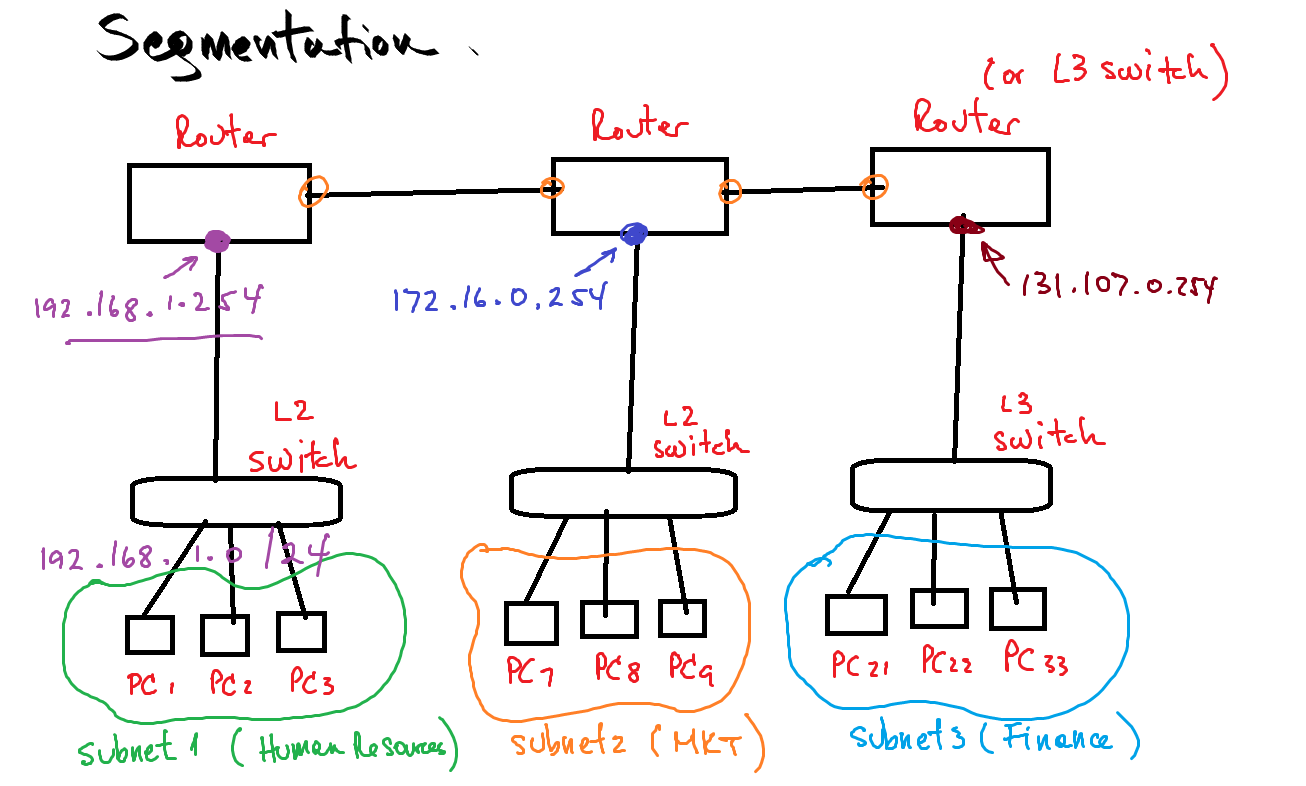 Segmentation.
(or L3 switch)
Router
Router
Router
192.168.1.254
172.16.0.254
131.107.0.254
L2
switch
L2
switch
L3
switch
192.168.1.0/24
PC1 PC2 PC3
PC7 PC8 PC9
PC21 PC22 PC33
subnet 1 (Human Resources)
subnet2 (MKT)
subnet3 (Finance)